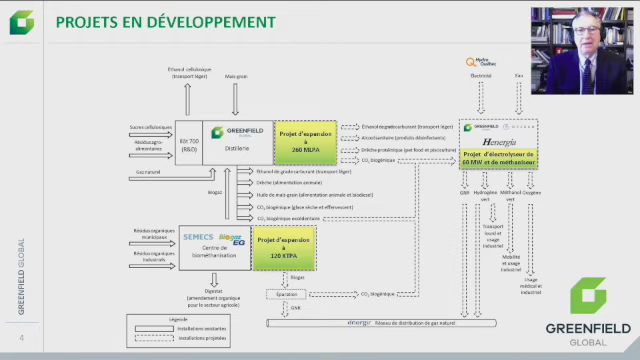 PROJETS EN DÉVELOPPEMENT
Hydro Québec
Éthanol cellulosique
(transport léger)
Maïs-grain
Électricité
Eau
Sucres cellulosiques
Résidus agro-
alimentaires
Gaz naturel
Bât 700
(R&D)
GREENFIELD
GLOBAL
Distillerie
Projet d'expansion
à
260 MLPA
Éthanol degré carburant (transport léger)
Alcool sanitaire (produits désinfectants)
Drêche protéinique (pet food et pisciculture)
CO₂ biogénique
Henergia
Projet d'électrolyseur de
60 MW et de méthaniseur
Biogaz
Éthanol de grade carburant (transport léger)
Drêche (alimentation animale)
Huile de maïs-grain (alimentation animale et biodiesel)
CO₂ biogénique (glace sèche et effervescent)
CO₂ biogénique excédentaire
GNR
Hydrogène
vert
Méthanol
vert
Oxygène
Transport
lourd et
usage
industriel
Mobilité
et usage
industriel
Usage
médical et
industriel
Résidus organiques
municipaux
Résidus organiques
industriels
SEMECS
Biogaz EG
Centre de
biométhanisation
Projet d'expansion
à
120 KTPA
Biogaz
Digestat
(amendement organique
pour le secteur agricole)
Épuration
CO₂ biogénique
GNR
énergir Réseau de distribution de gaz naturel
Légende
Installations existantes
Installations projetées
GREENFIELD GLOBAL
4
GREENFIELD
GLOBAL